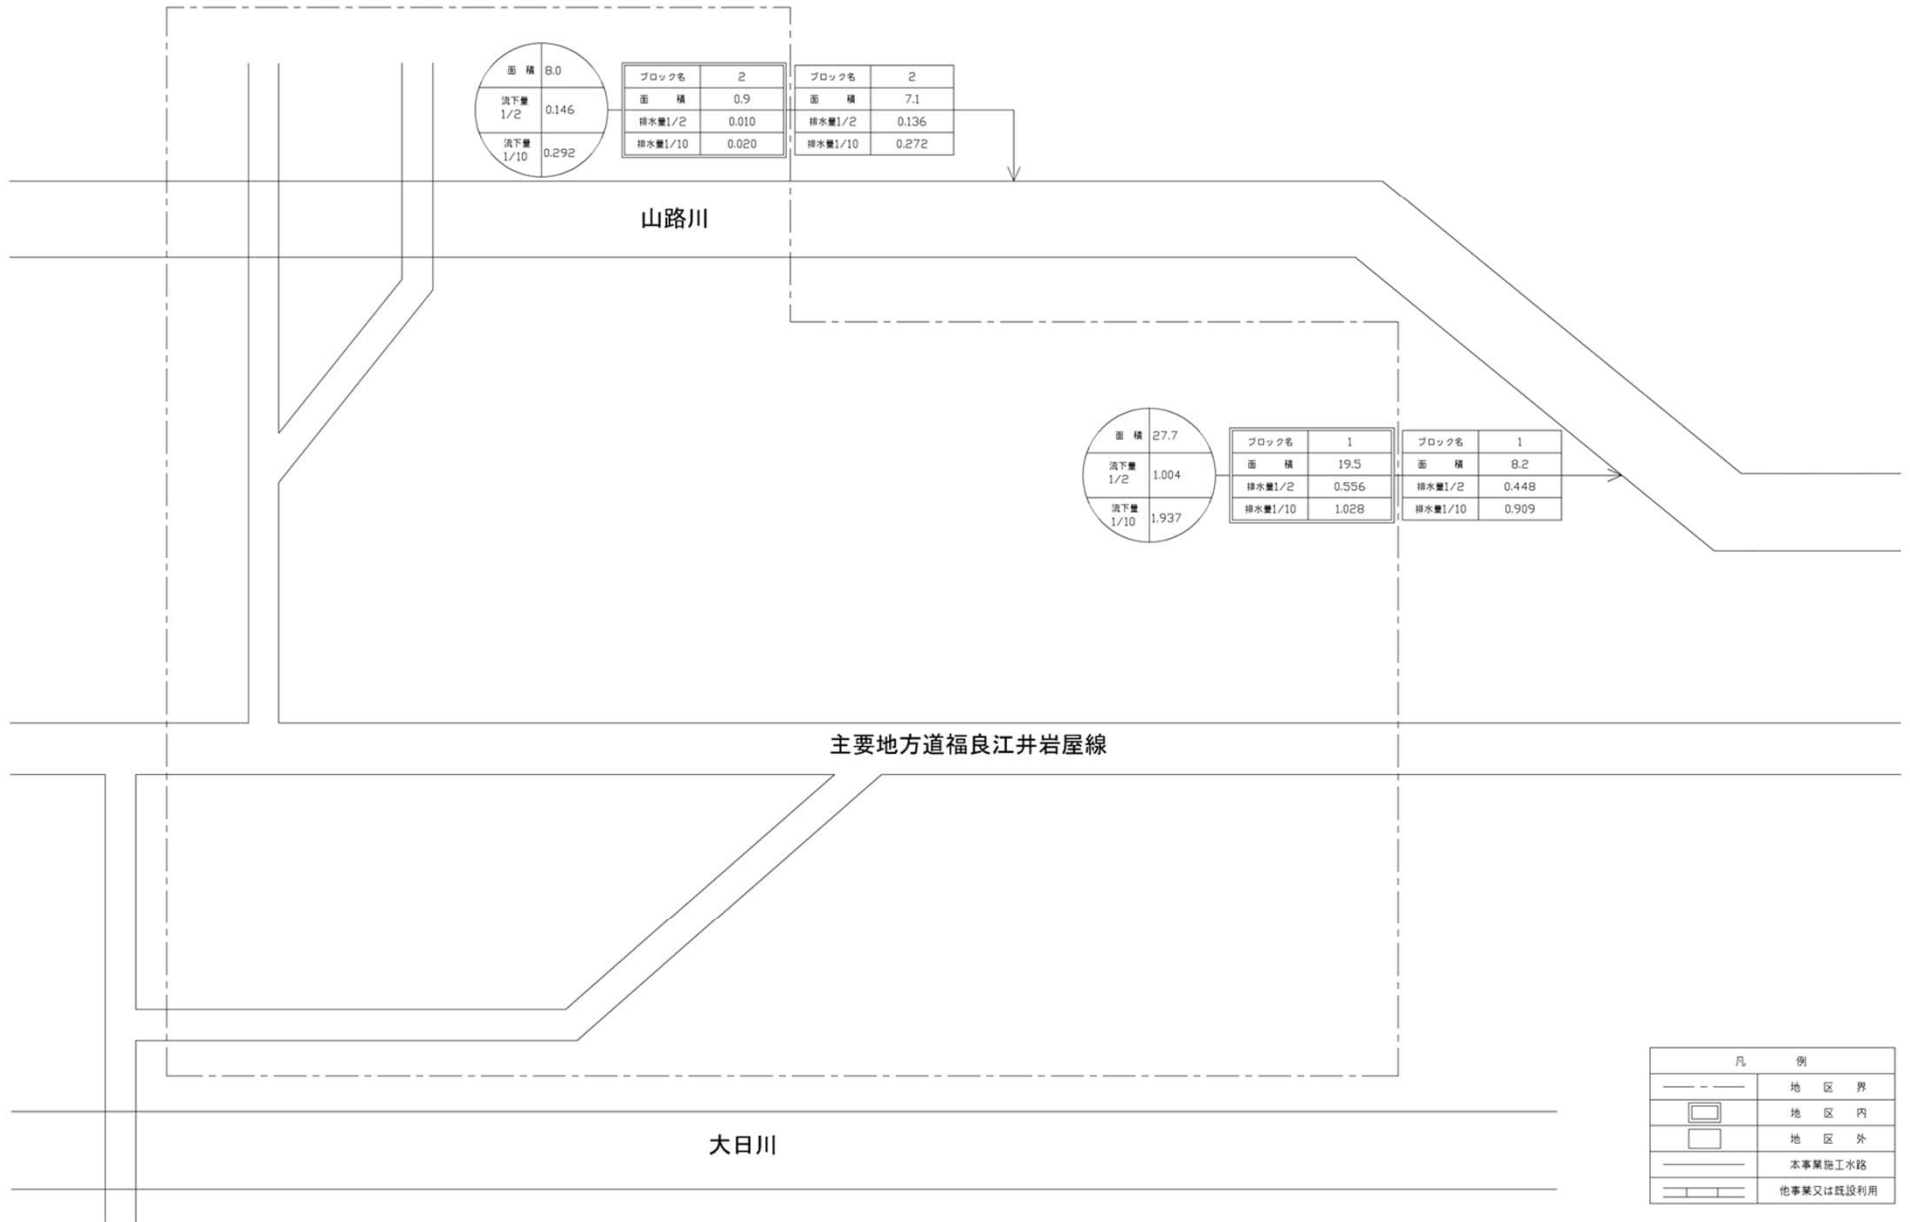 面 積 8.0
流下量 1/2 0.146
流下量 1/10 0.292
ブロック名 2
面 積 0.9
排水量1/2 0.010
排水量1/10 0.020
ブロック名 2
面 積 7.1
排水量1/2 0.136
排水量1/10 0.272
山路川
面 積 27.7
流下量 1/2 1.004
流下量 1/10 1.937
ブロック名 1
面 積 19.5
排水量1/2 0.556
排水量1/10 1.028
ブロック名 1
面 積 8.2
排水量1/2 0.448
排水量1/10 0.909
主要地方道福良江井岩屋線
大日川
凡 例
地 区 界
地 区 内
地 区 外
本事業施工水路
他事業又は既設利用